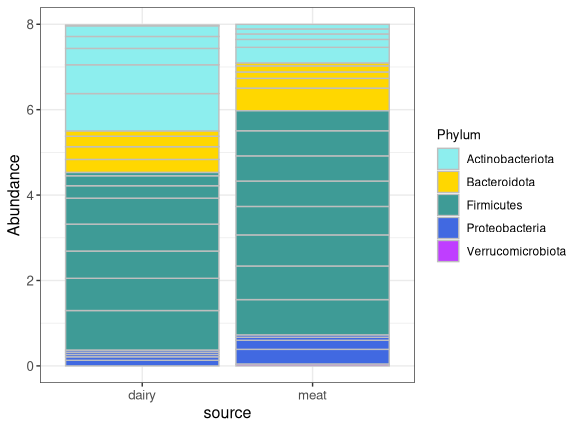 Abundance
8
6
4
2
0
dairy
meat
source
Phylum
Actinobacteriota
Bacteroidota
Firmicutes
Proteobacteria
Verrucomicrobiota